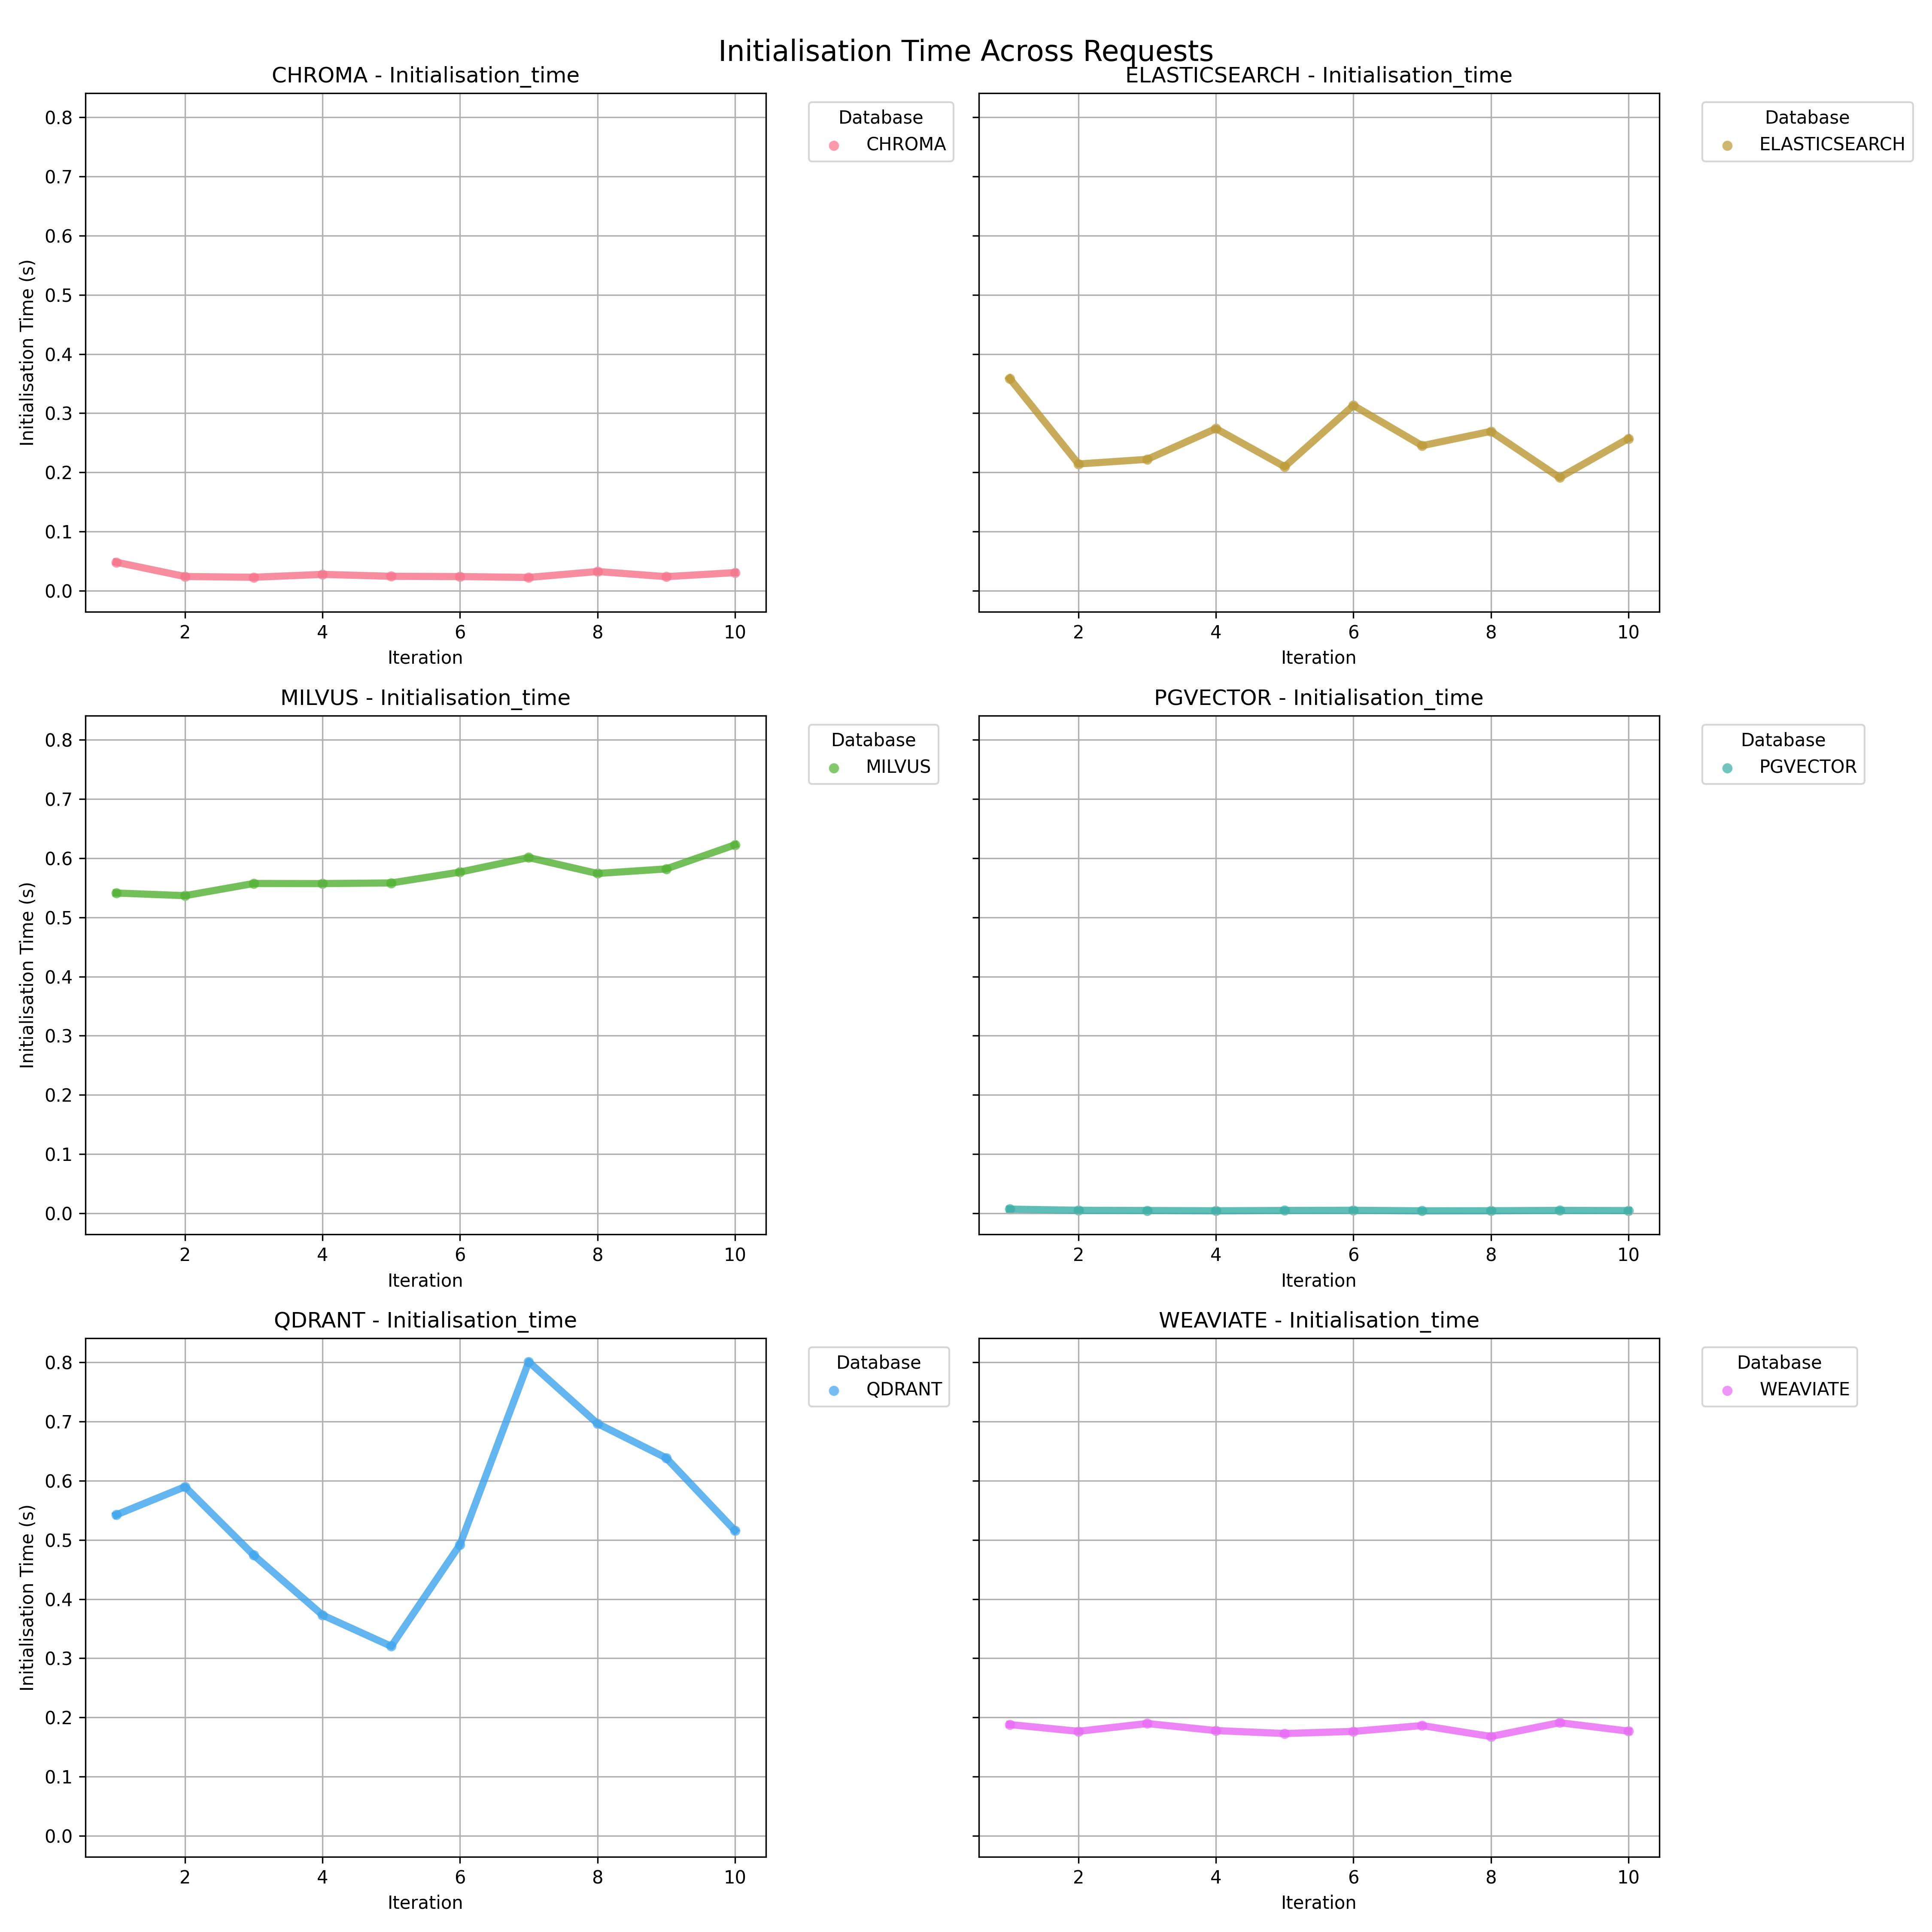 Initialisation Time Across Requests
CHROMA - Initialisation_time
Initialisation Time (s)
0.8
0.7
0.6
0.5
0.4
0.3
0.2
0.1
0.0
2 4 6 8 10
Iteration
Database
CHROMA
ELASTICSEARCH - Initialisation_time
2 4 6 8 10
Iteration
Database
ELASTICSEARCH
MILVUS - Initialisation_time
Initialisation Time (s)
0.8
0.7
0.6
0.5
0.4
0.3
0.2
0.1
0.0
2 4 6 8 10
Iteration
Database
MILVUS
PGVECTOR - Initialisation_time
2 4 6 8 10
Iteration
Database
PGVECTOR
QDRANT - Initialisation_time
Initialisation Time (s)
0.8
0.7
0.6
0.5
0.4
0.3
0.2
0.1
0.0
2 4 6 8 10
Iteration
Database
QDRANT
WEAVIATE - Initialisation_time
2 4 6 8 10
Iteration
Database
WEAVIATE